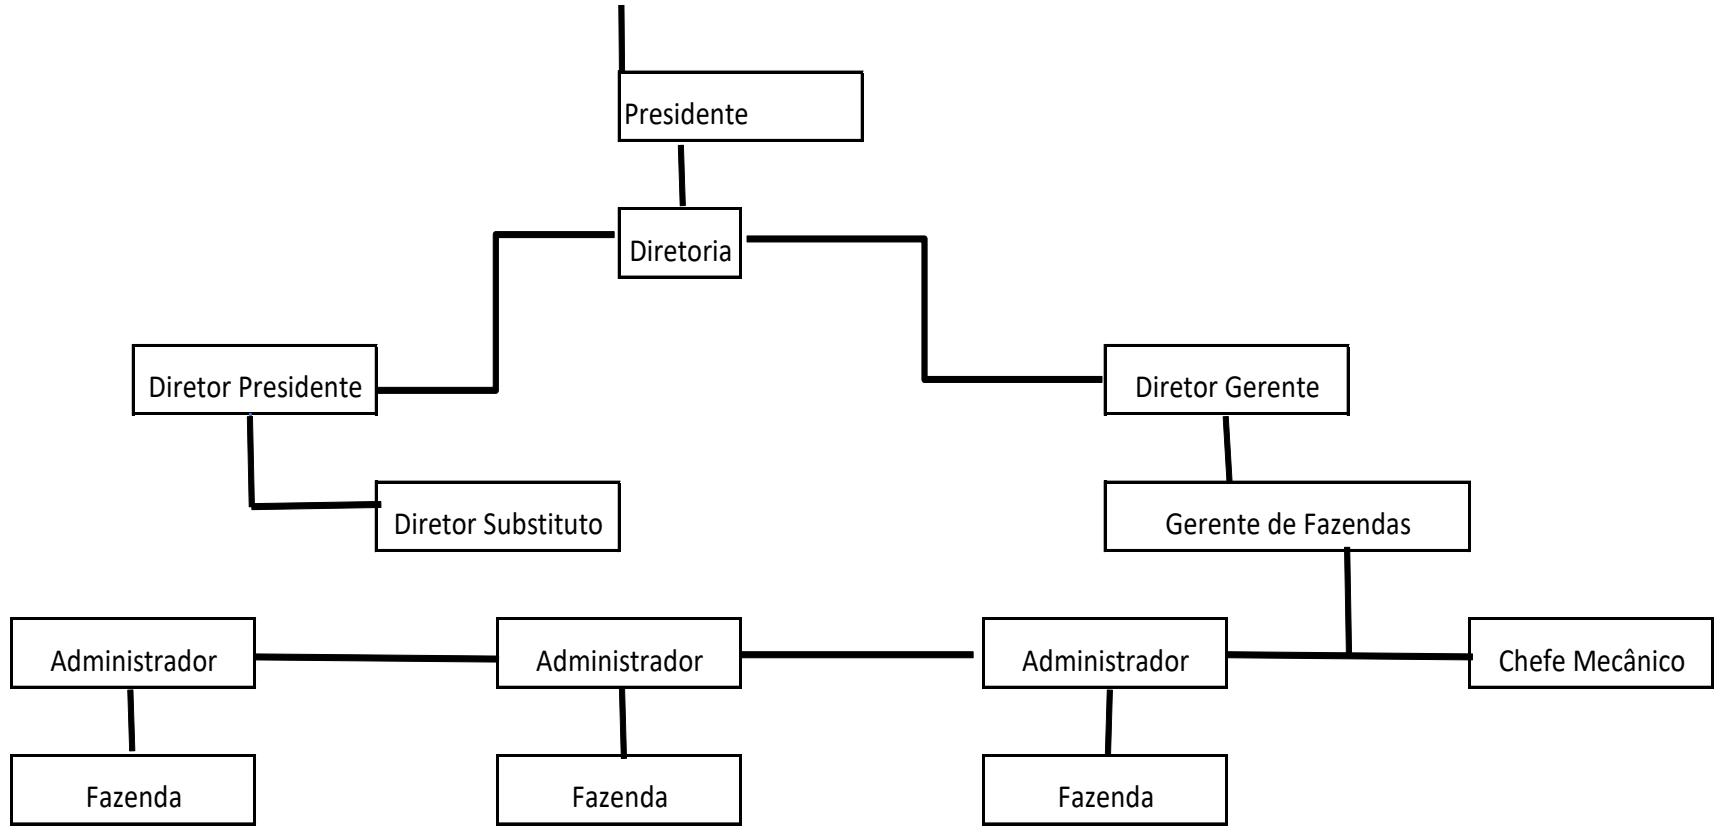 Presidente
Diretoria
Diretor Presidente
Diretor Gerente
Diretor Substituto
Gerente de Fazendas
Administrador
Administrador
Administrador
Chefe Mecânico
Fazenda
Fazenda
Fazenda